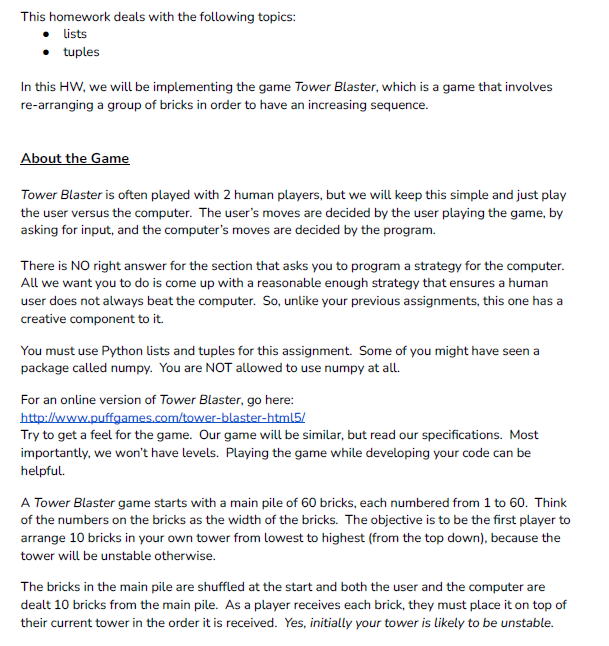 This homework deals with the following topics:
● lists
● tuples
In this HW, we will be implementing the game Tower Blaster, which is a game that involves
re-arranging a group of bricks in order to have an increasing sequence.
About the Game
Tower Blaster is often played with 2 human players, but we will keep this simple and just play
the user versus the computer. The user's moves are decided by the user playing the game, by
asking for input, and the computer's moves are decided by the program.
There is NO right answer for the section that asks you to program a strategy for the computer.
All we want you to do is come up with a reasonable enough strategy that ensures a human
user does not always beat the computer. So, unlike your previous assignments, this one has a
creative component to it.
You must use Python lists and tuples for this assignment. Some of you might have seen a
package called numpy. You are NOT allowed to use numpy at all.
For an online version of Tower Blaster, go here:
http://www.puffgames.com/tower-blaster-html5/
Try to get a feel for the game. Our game will be similar, but read our specifications. Most
importantly, we won't have levels. Playing the game while developing your code can be
helpful.
A Tower Blaster game starts with a main pile of 60 bricks, each numbered from 1 to 60. Think
of the numbers on the bricks as the width of the bricks. The objective is to be the first player to
arrange 10 bricks in your own tower from lowest to highest (from the top down), because the
tower will be unstable otherwise.
The bricks in the main pile are shuffled at the start and both the user and the computer are
dealt 10 bricks from the main pile. As a player receives each brick, they must place it on top of
their current tower in the order it is received. Yes, initially your tower is likely to be unstable.